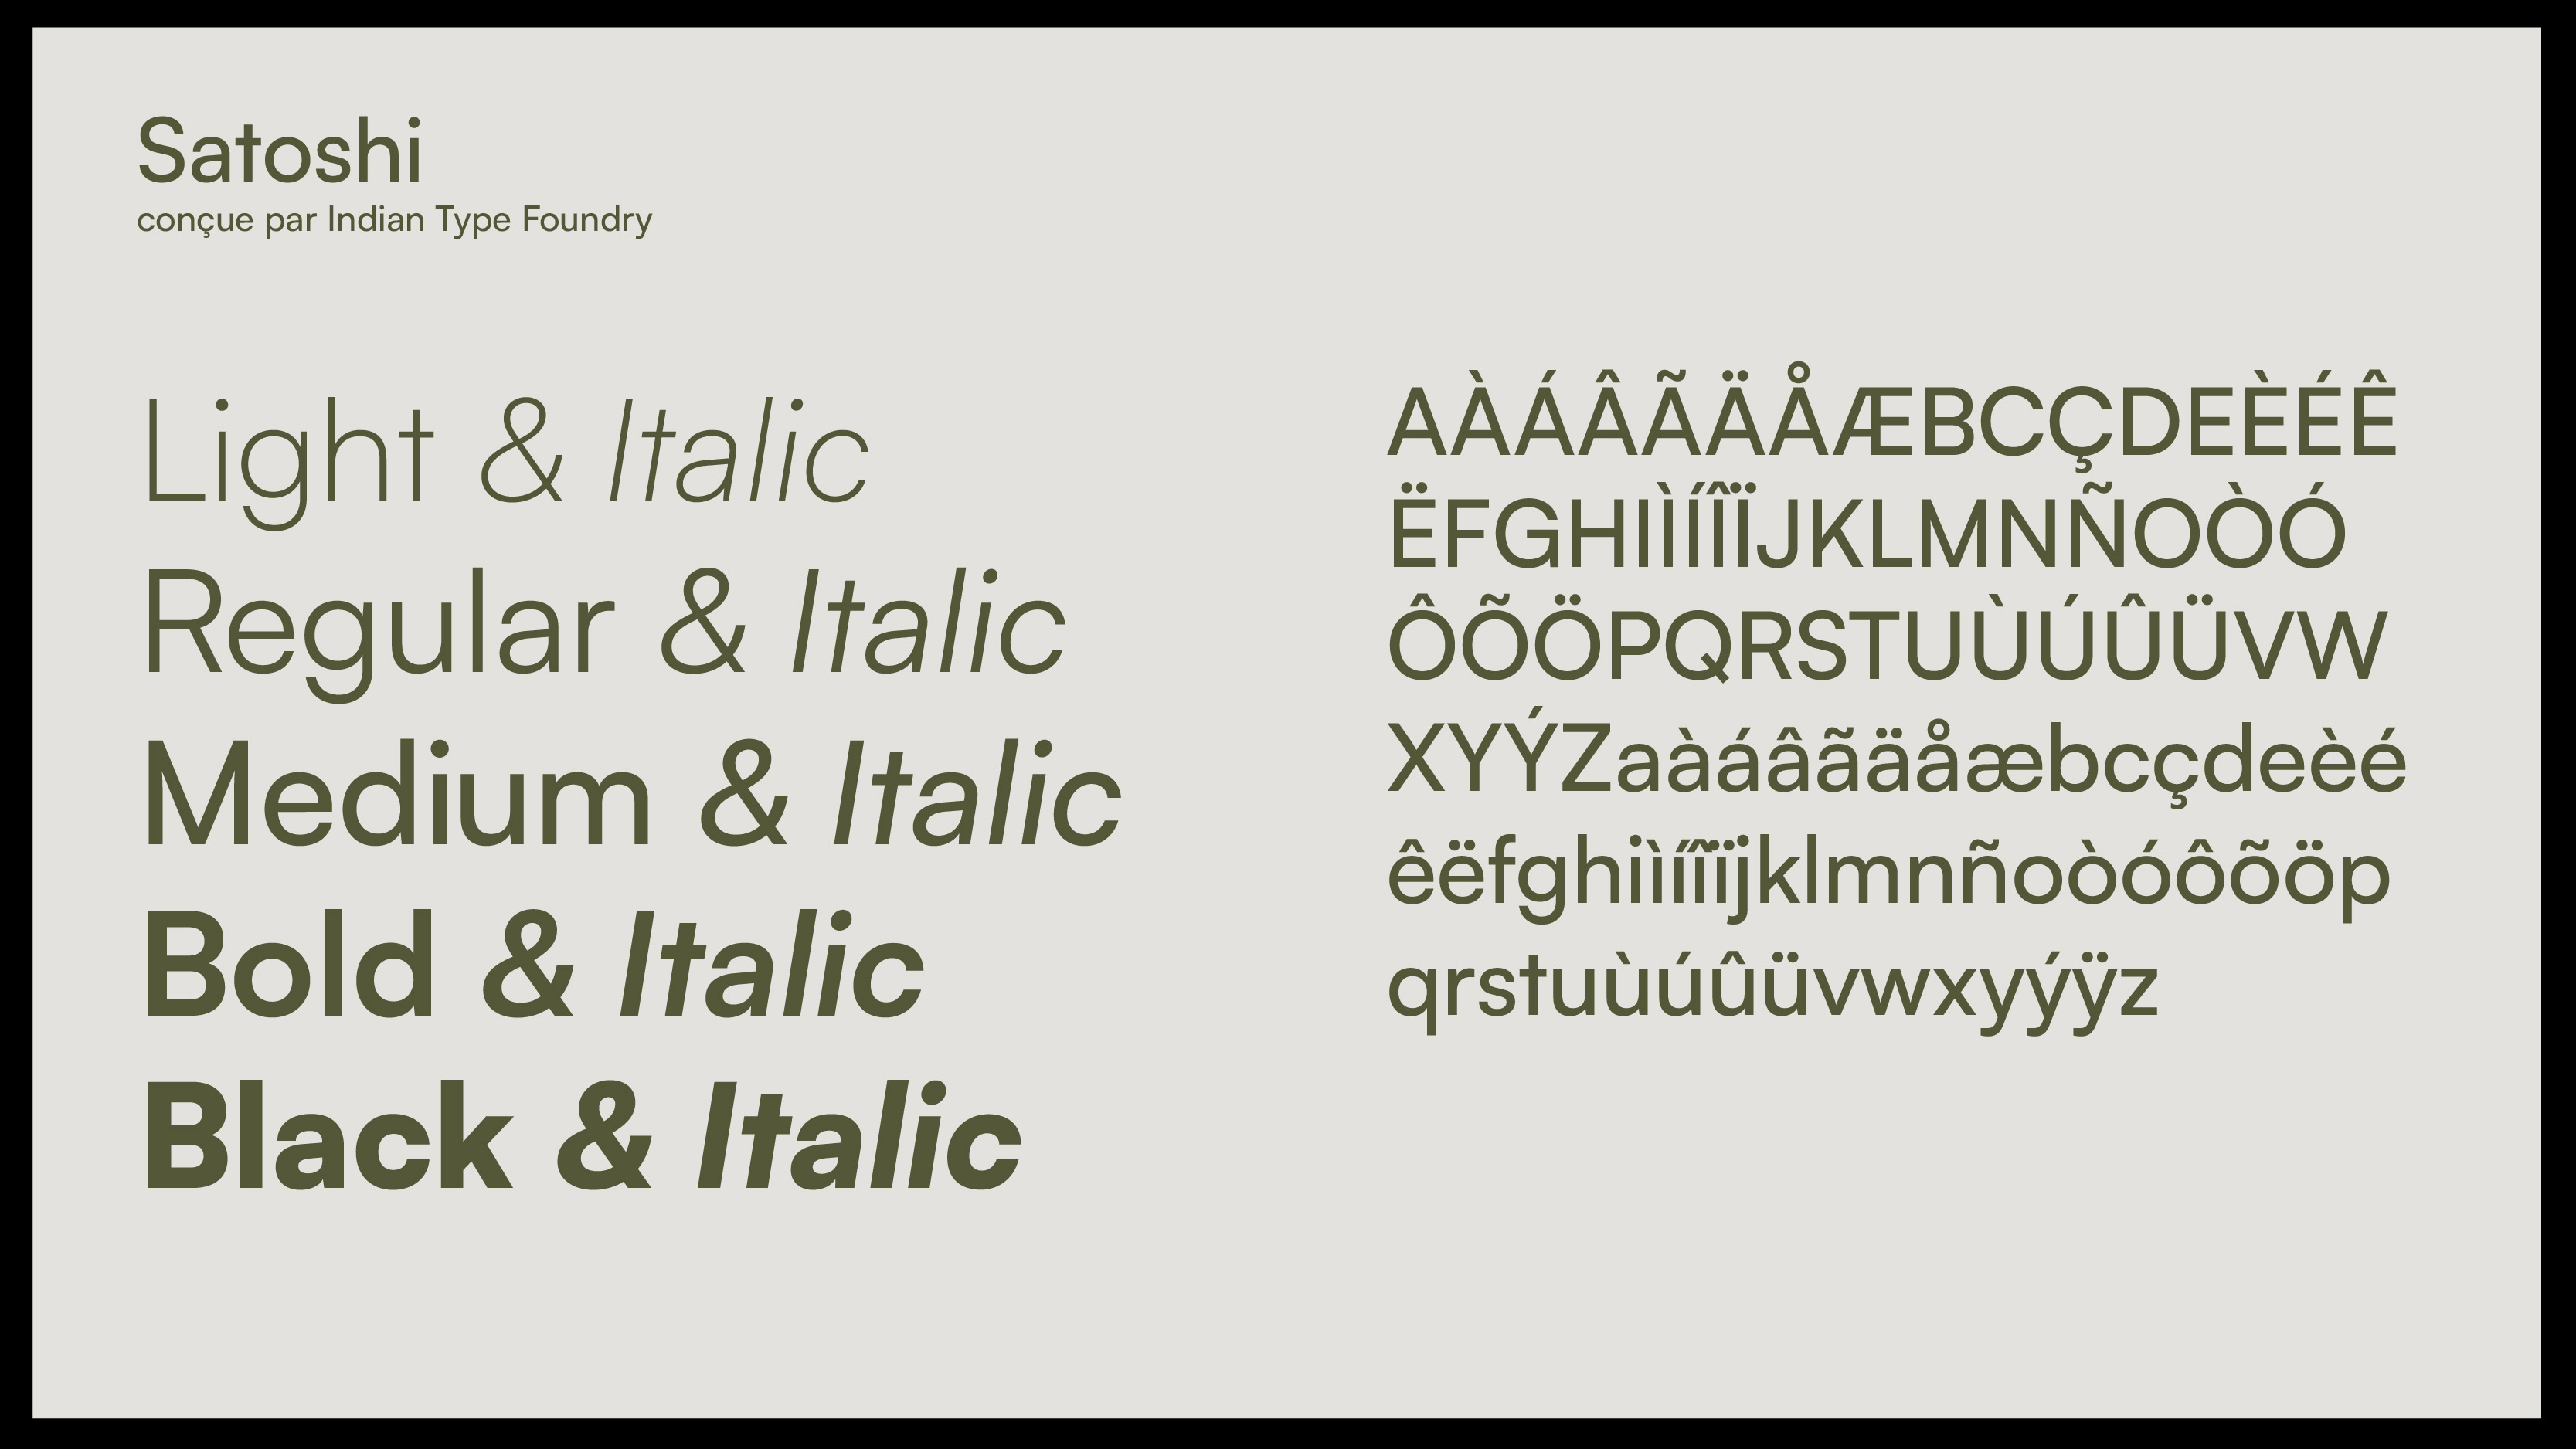 Satoshi
conçue par Indian Type Foundry
Light & Italic
Regular & Italic
Medium & Italic
Bold & Italic
Black & Italic
AÀÁÂÃÄÅÆBCÇDEÈÉÊ
ËFGHIÌÍÎÏJKLMNÑOÒÓ
ÔÕÖPQRSTUÙÚÛÜVW
XYÝZaàáâãäåæbcçdeèé
êëfghiìíîïjklmnñoòóôõöp
qrstuùúûüvwxyýÿz